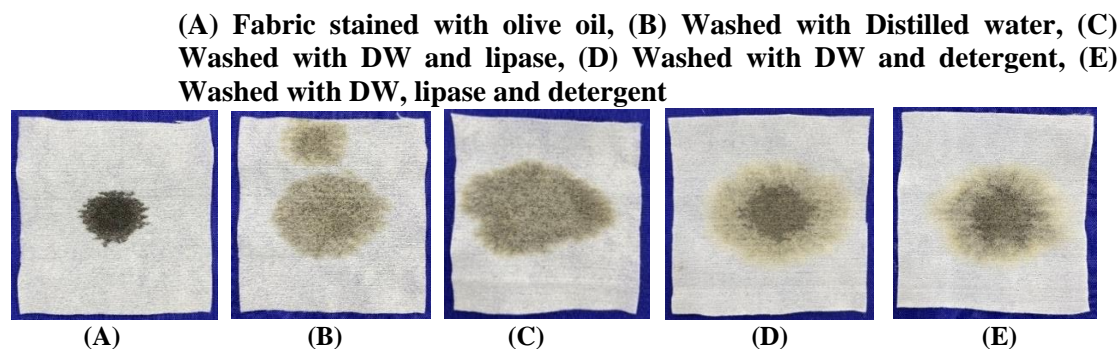 (A) Fabric stained with olive oil, (B) Washed with Distilled water, (C)
Washed with DW and lipase, (D) Washed with DW and detergent, (E)
Washed with DW, lipase and detergent
(A) (B) (C) (D) (E)